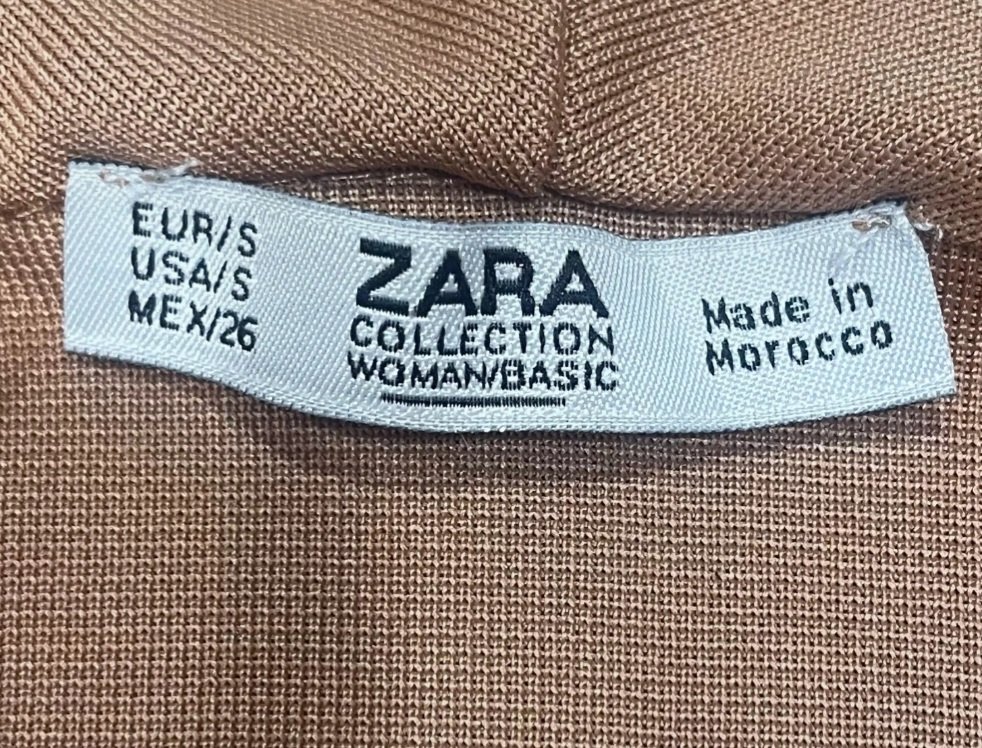 EUR/S
USA/S
MEX/26
ZARA
COLLECTION
WOMAN/BASIC
Made in
Morocco